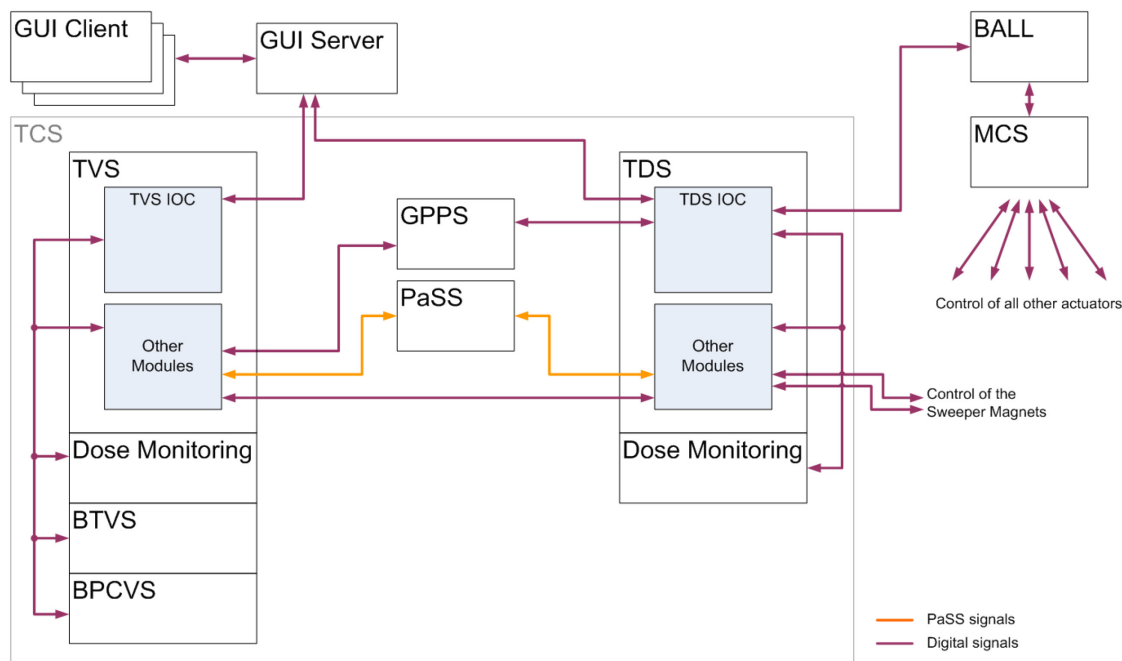 GUI Client
GUI Server
BALL
TCS
MCS
TVS
TDS
TVS IOC
TDS IOC
GPPS
PaSS
Control of all other actuators
Other
Modules
Other
Modules
Control of the
Sweeper Magnets
Dose Monitoring
Dose Monitoring
BTVS
BPCVS
PaSS signals
Digital signals